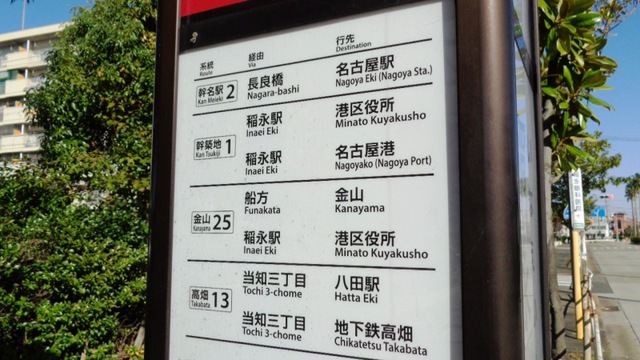 系統 経由 行先
Route Via Destination
幹名駅 2 長良橋 名古屋駅
Kan Meieki Nagara-bashi Nagoya Eki (Nagoya Sta.)
稲永駅 港区役所
Inaei Eki Minato Kuyakusho
幹築地 1
Kan Tsukiji
稲永駅 名古屋港
Inaei Eki Nagoyako (Nagoya Port)
船方 金山
Funakata Kanayama
金山 25
Kanayama
稲永駅 港区役所
Inaei Eki Minato Kuyakusho
当知三丁目 八田駅
Tochi 3-chome Hatta Eki
高畑 13
Takabata
当知三丁目 地下鉄高畑
Tochi 3-chome Chikatetsu Takabata